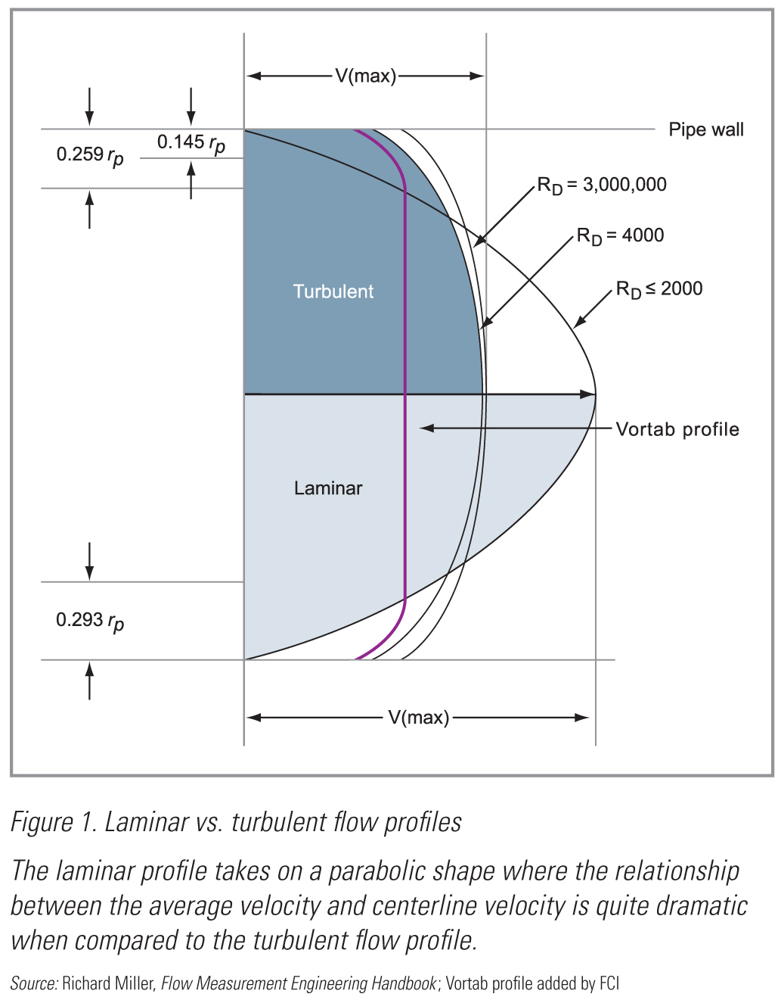 V(max)
Pipe wall
0.145 rp
0.259 rp
RD = 3,000,000
RD = 4000
RD ≤ 2000
Turbulent
Vortab profile
Laminar
0.293 rp
V(max)
Figure 1. Laminar vs. turbulent flow profiles
The laminar profile takes on a parabolic shape where the relationship
between the average velocity and centerline velocity is quite dramatic
when compared to the turbulent flow profile.
Source: Richard Miller, Flow Measurement Engineering Handbook; Vortab profile added by FCI